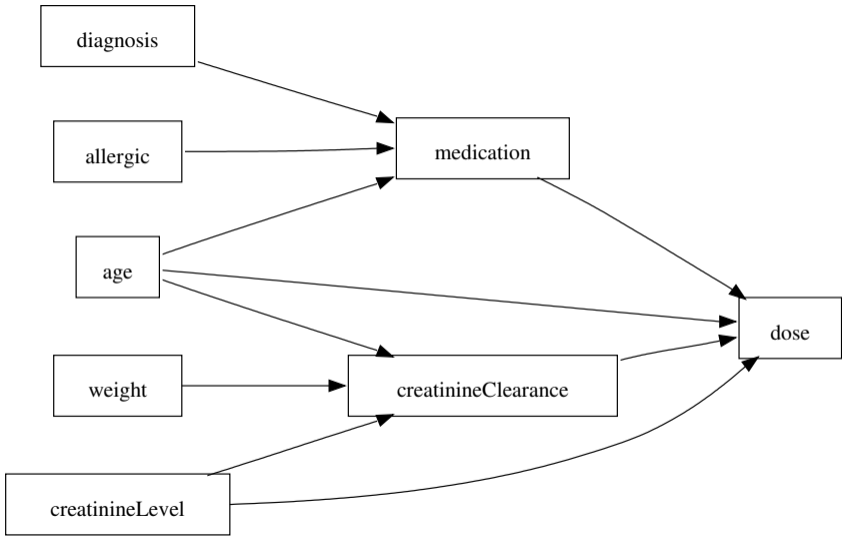 diagnosis
allergic
medication
age
dose
weight
creatinineClearance
creatinineLevel